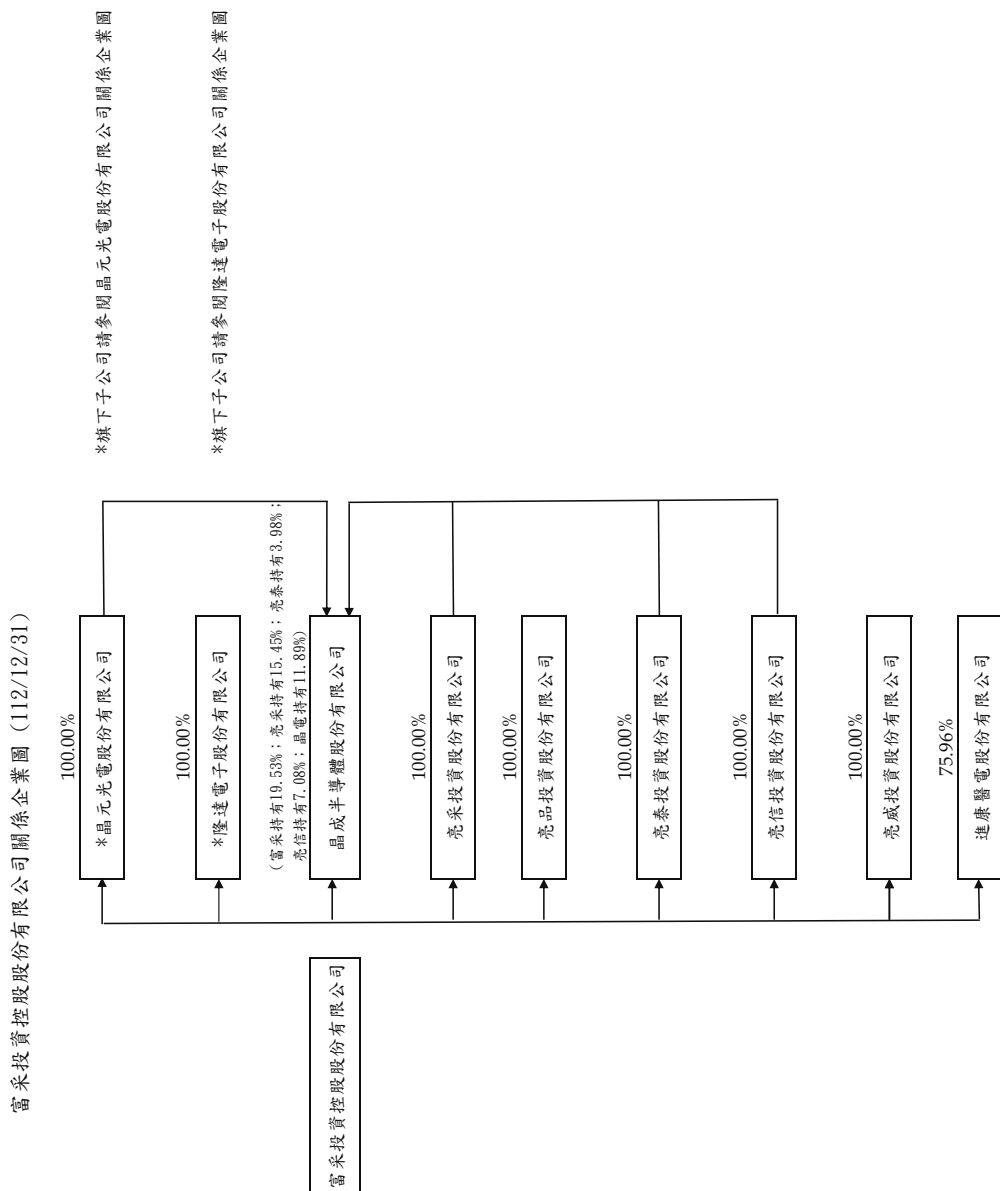 富采投資控股股份有限公司關係企業圖 (112/12/31)
富采投資控股股份有限公司
100.00%
*晶元光電股份有限公司
*旗下子公司請參閱晶元光電股份有限公司關係企業圖
100.00%
*隆達電子股份有限公司
*旗下子公司請參閱隆達電子股份有限公司關係企業圖
(富采持有19.53%；亮采持有15.45%；亮泰持有3.98%；
亮信持有7.08%；晶電持有11.89%)
晶成半導體股份有限公司
100.00%
亮采投資股份有限公司
100.00%
亮品投資股份有限公司
100.00%
亮泰投資股份有限公司
100.00%
亮信投資股份有限公司
100.00%
亮威投資股份有限公司
75.96%
進康醫電股份有限公司